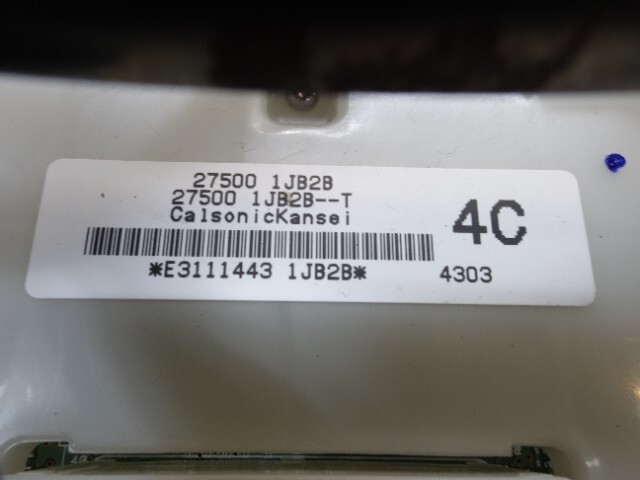 27500 1JB2B
27500 1JB2B--T
CalsonicKansei
4C
*E3111443 1JB2B*
4303